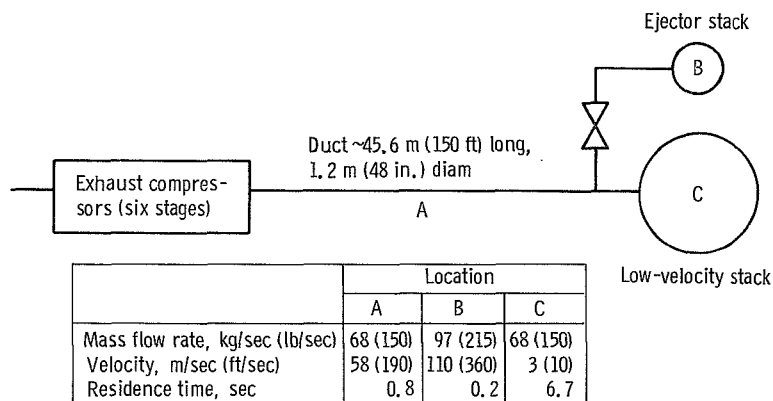 Ejector stack
B
Duct ~45.6 m (150 ft) long,
1.2 m (48 in.) diam
Exhaust compres-
sors (six stages)
A
C
Low-velocity stack
Location
A B C
Mass flow rate, kg/sec (lb/sec) 68 (150) 97 (215) 68 (150)
Velocity, m/sec (ft/sec) 58 (190) 110 (360) 3 (10)
Residence time, sec 0.8 0.2 6.7